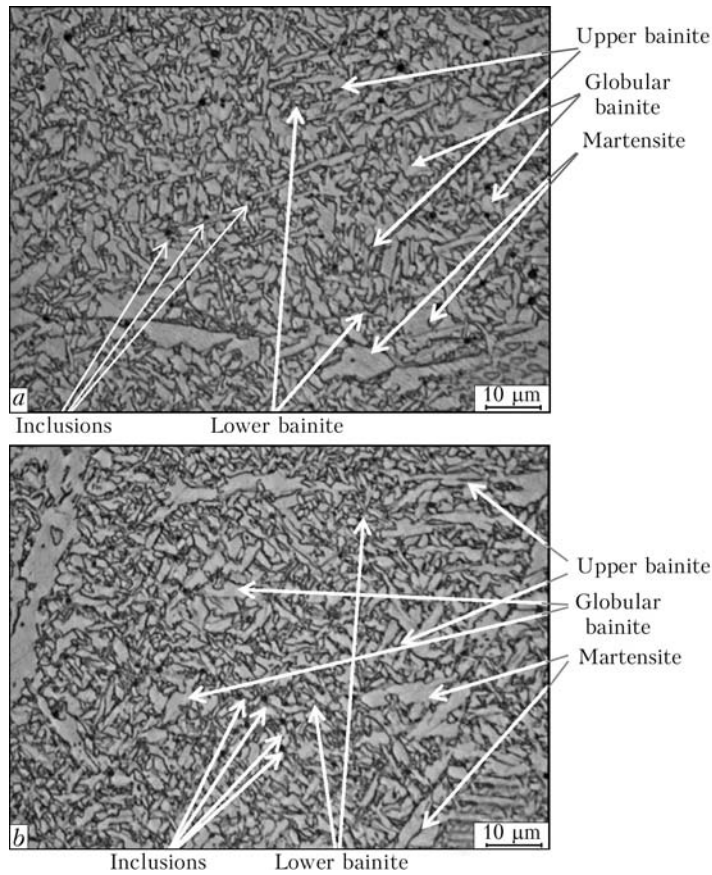 Upper bainite
Globular
bainite
Martensite
a
10 μm
Inclusions
Lower bainite
Upper bainite
Globular
bainite
Martensite
b
10 μm
Inclusions
Lower bainite